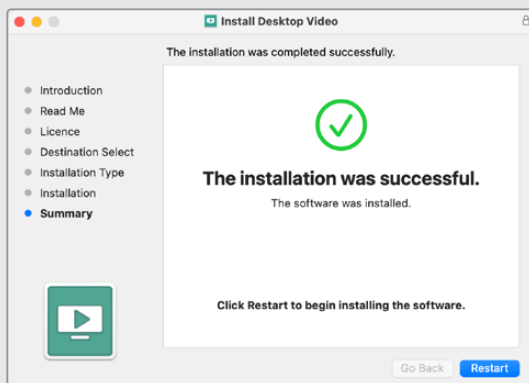 Install Desktop Video
The installation was completed successfully.
Introduction
Read Me
Licence
Destination Select
Installation Type
Installation
Summary
The installation was successful.
The software was installed.
Click Restart to begin installing the software.
Go Back
Restart